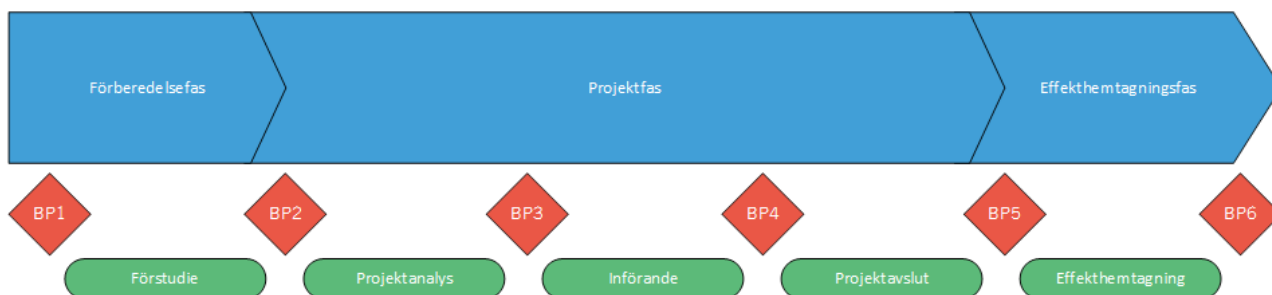 Förberedelsefas
Projektfas
Effekthemtagningsfas
BP1
BP2
BP3
BP4
BP5
BP6
Förstudie
Projektanalys
Införande
Projektavslut
Effekthemtagning